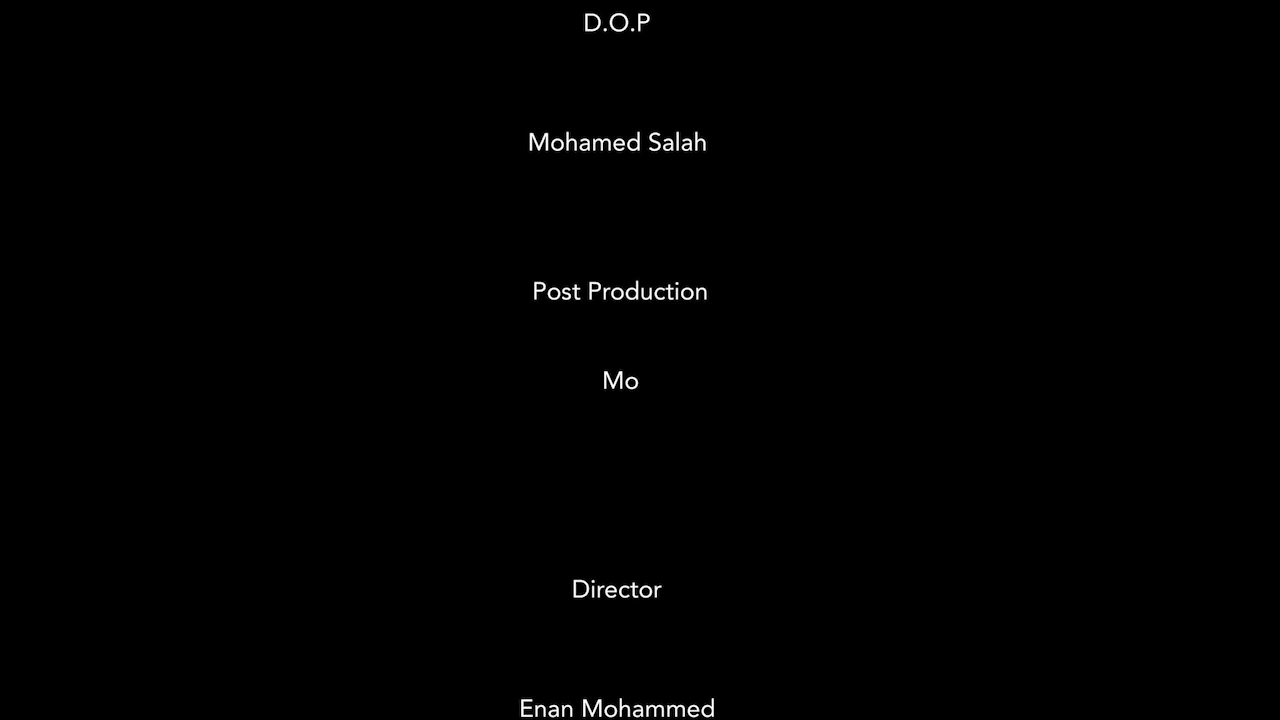 D.O.P
Mohamed Salah
Post Production
Mo
Director
Enan Mohammed